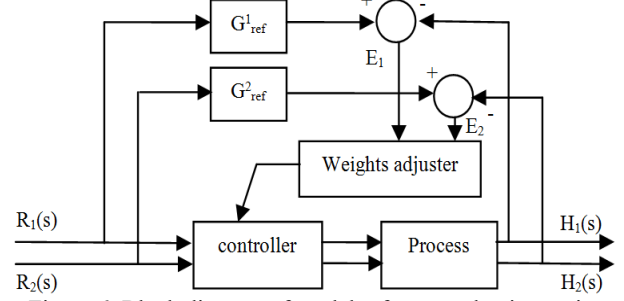 + -
G¹ref
E₁
+
G²ref
-
E₂
Weights adjuster
R₁(s)
H₁(s)
controller
Process
R₂(s)
H₂(s)